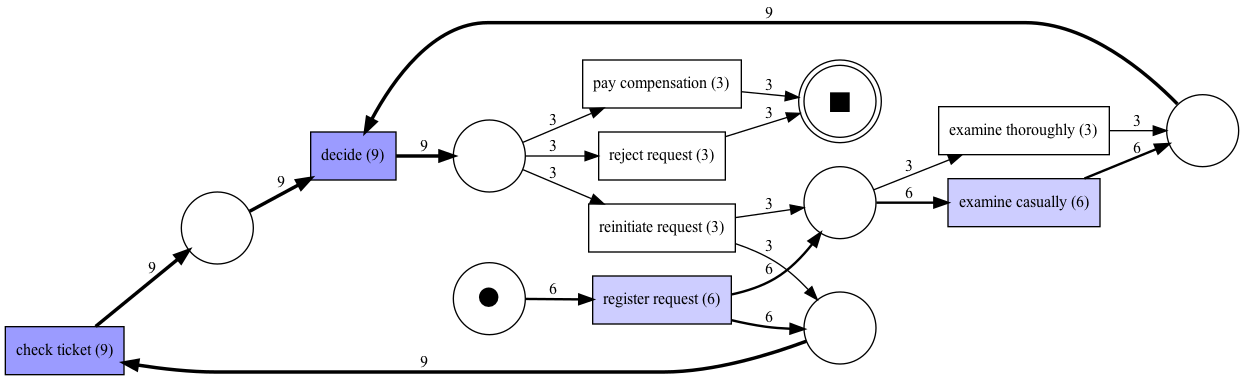 9
pay compensation (3)
3
examine thoroughly (3)
3
decide (9)
9
3
3
reject request (3)
3
9
3
6
3
6
examine casually (6)
reinitiate request (3)
3
3
9
6
register request (6)
6
6
check ticket (9)
9